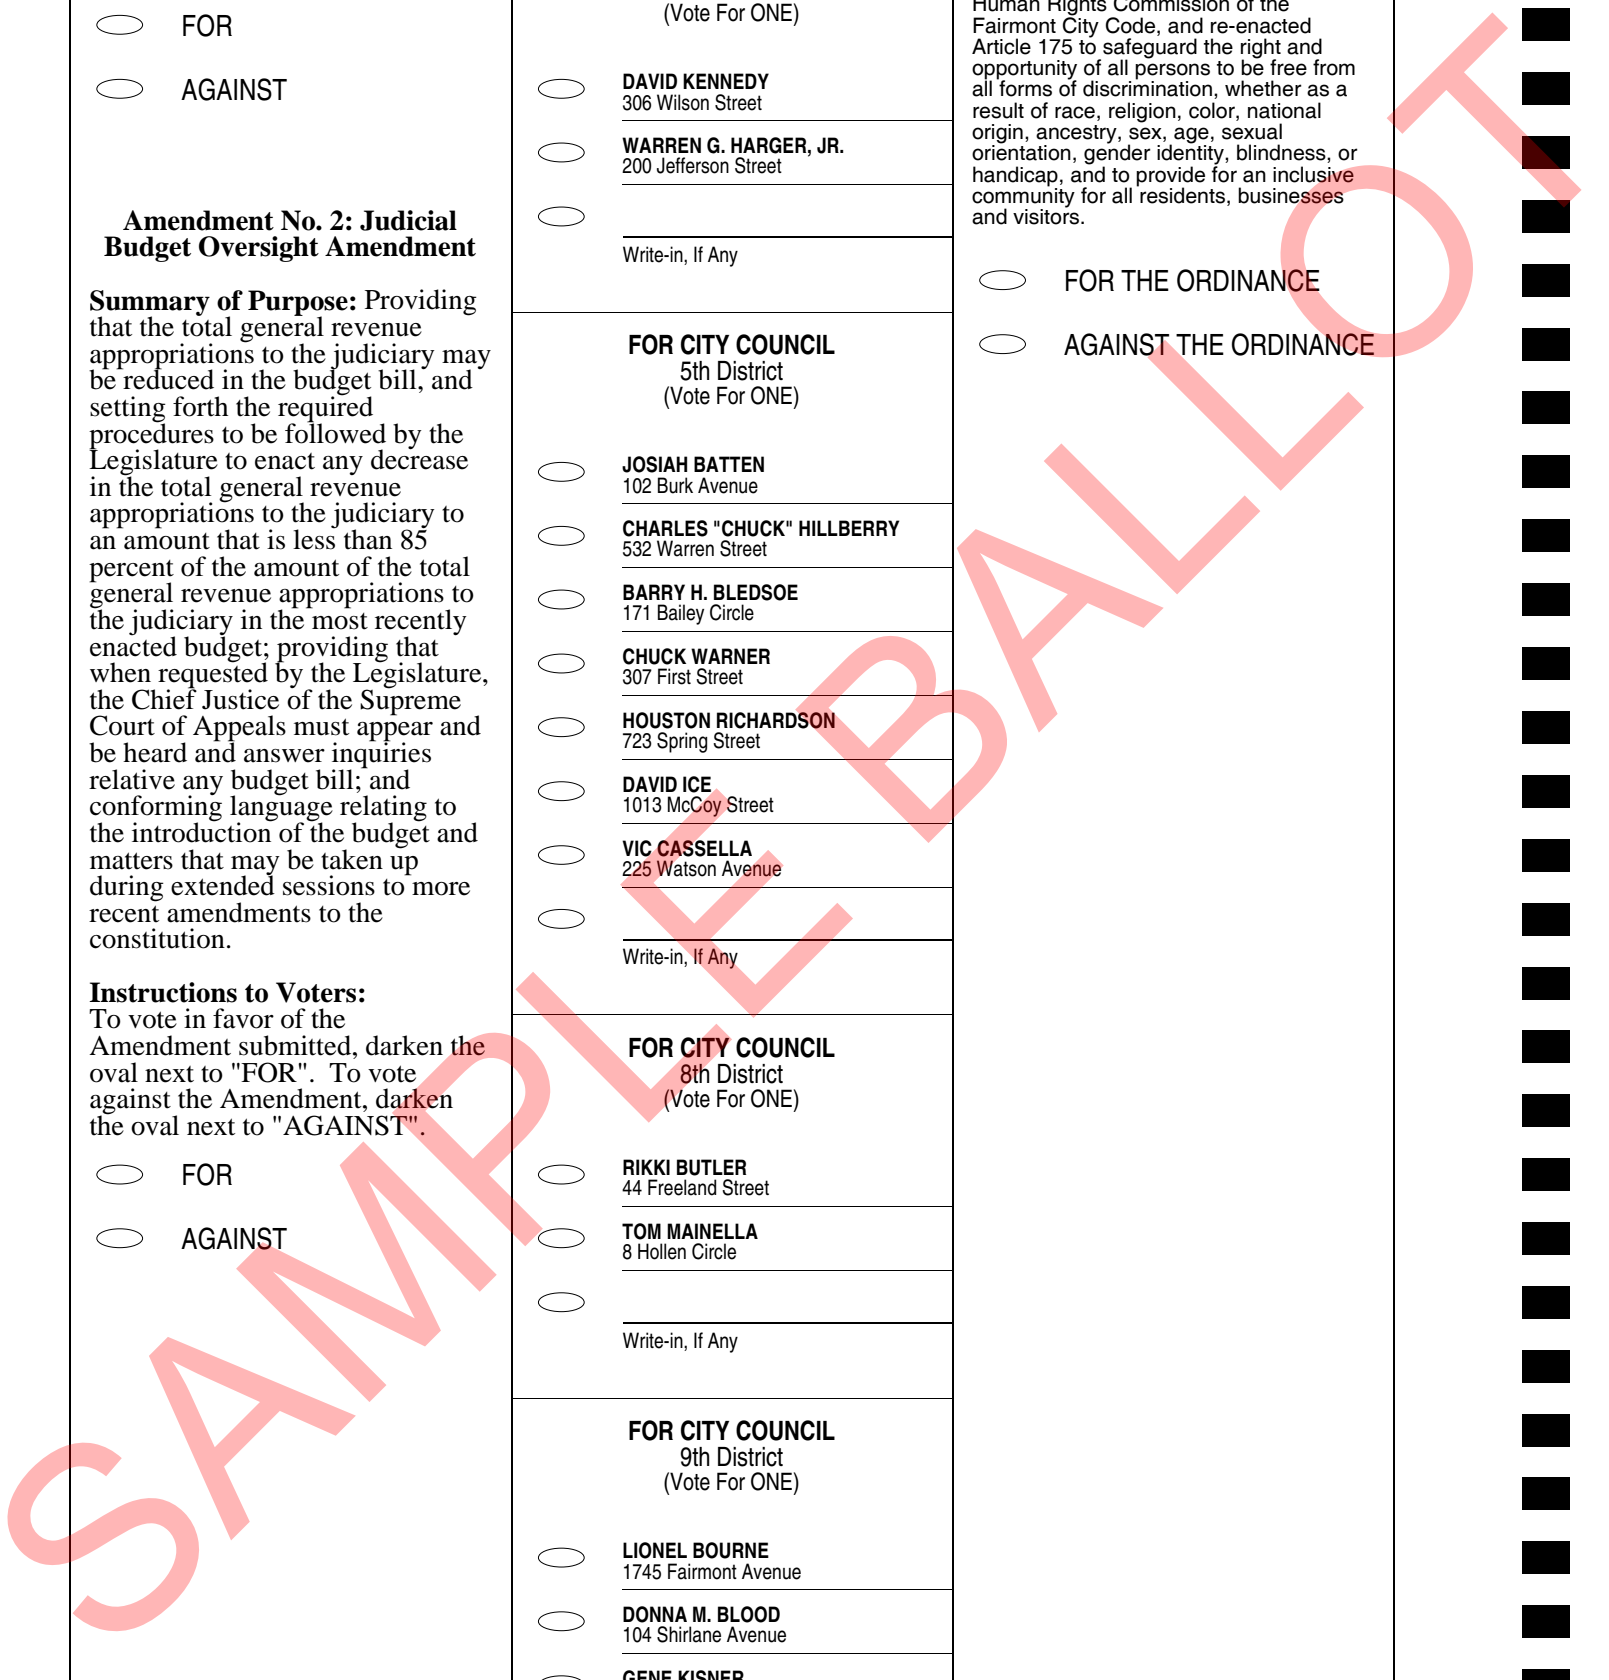 FOR
AGAINST
Amendment No. 2: Judicial
Budget Oversight Amendment
Summary of Purpose: Providing
that the total general revenue
appropriations to the judiciary may
be reduced in the budget bill, and
setting forth the required
procedures to be followed by the
Legislature to enact any decrease
in the total general revenue
appropriations to the judiciary to
an amount that is less than 85
percent of the amount of the total
general revenue appropriations to
the judiciary in the most recently
enacted budget; providing that
when requested by the Legislature,
the Chief Justice of the Supreme
Court of Appeals must appear and
be heard and answer inquiries
relative any budget bill; and
conforming language relating to
the introduction of the budget and
matters that may be taken up
during extended sessions to more
recent amendments to the
constitution.
Instructions to Voters:
To vote in favor of the
Amendment submitted, darken the
oval next to "FOR".  To vote
against the Amendment, darken
the oval next to "AGAINST".
FOR
AGAINST
(Vote For ONE)
DAVID KENNEDY
306 Wilson Street
WARREN G. HARGER, JR.
200 Jefferson Street
Write-in, If Any
FOR CITY COUNCIL
5th District
(Vote For ONE)
JOSIAH BATTEN
102 Burk Avenue
CHARLES "CHUCK" HILLBERRY
532 Warren Street
BARRY H. BLEDSOE
171 Bailey Circle
CHUCK WARNER
307 First Street
HOUSTON RICHARDSON
723 Spring Street
DAVID ICE
1013 McCoy Street
VIC CASSELLA
225 Watson Avenue
Write-in, If Any
FOR CITY COUNCIL
8th District
(Vote For ONE)
RIKKI BUTLER
44 Freeland Street
TOM MAINELLA
8 Hollen Circle
Write-in, If Any
FOR CITY COUNCIL
9th District
(Vote For ONE)
LIONEL BOURNE
1745 Fairmont Avenue
DONNA M. BLOOD
104 Shirlane Avenue
GENE KISNER
Human Rights Commission of the
Fairmont City Code, and re-enacted
Article 175 to safeguard the right and
opportunity of all persons to be free from
all forms of discrimination, whether as a
result of race, religion, color, national
origin, ancestry, sex, age, sexual
orientation, gender identity, blindness, or
handicap, and to provide for an inclusive
community for all residents, businesses
and visitors.
FOR THE ORDINANCE
AGAINST THE ORDINANCE
SAMPLE BALLOT